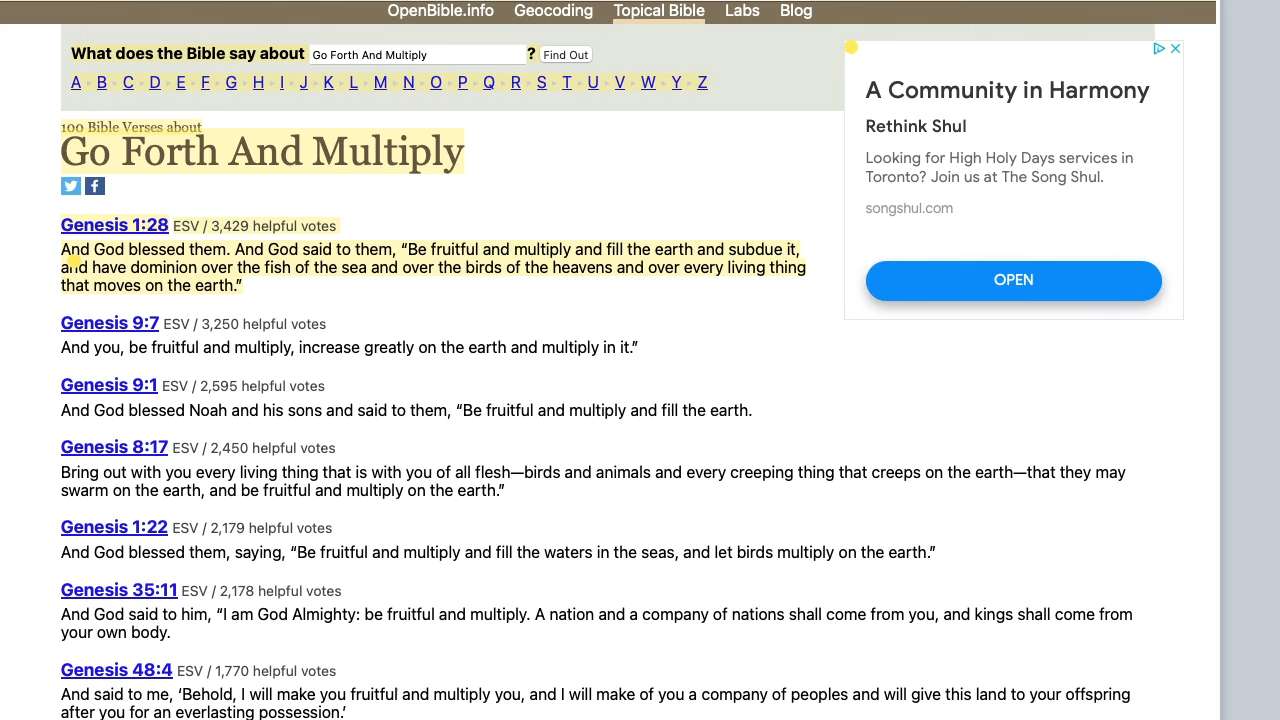 OpenBible.info Geocoding Topical Bible Labs Blog
What does the Bible say about Go Forth And Multiply ? Find Out
A B C D E F G H I J K L M N O P Q R S T U V W Y Z
A Community in Harmony
Rethink Shul
Looking for High Holy Days services in
Toronto? Join us at The Song Shul.
songshul.com
OPEN
100 Bible Verses about
Go Forth And Multiply
Genesis 1:28 ESV / 3,429 helpful votes
And God blessed them. And God said to them, “Be fruitful and multiply and fill the earth and subdue it,
and have dominion over the fish of the sea and over the birds of the heavens and over every living thing
that moves on the earth.”
Genesis 9:7 ESV / 3,250 helpful votes
And you, be fruitful and multiply, increase greatly on the earth and multiply in it.”
Genesis 9:1 ESV / 2,595 helpful votes
And God blessed Noah and his sons and said to them, “Be fruitful and multiply and fill the earth.
Genesis 8:17 ESV / 2,450 helpful votes
Bring out with you every living thing that is with you of all flesh—birds and animals and every creeping thing that creeps on the earth—that they may
swarm on the earth, and be fruitful and multiply on the earth.”
Genesis 1:22 ESV / 2,179 helpful votes
And God blessed them, saying, “Be fruitful and multiply and fill the waters in the seas, and let birds multiply on the earth.”
Genesis 35:11 ESV / 2,178 helpful votes
And God said to him, “I am God Almighty: be fruitful and multiply. A nation and a company of nations shall come from you, and kings shall come from
your own body.
Genesis 48:4 ESV / 1,770 helpful votes
And said to me, ‘Behold, I will make you fruitful and multiply you, and I will make of you a company of peoples and will give this land to your offspring
after you for an everlasting possession.’